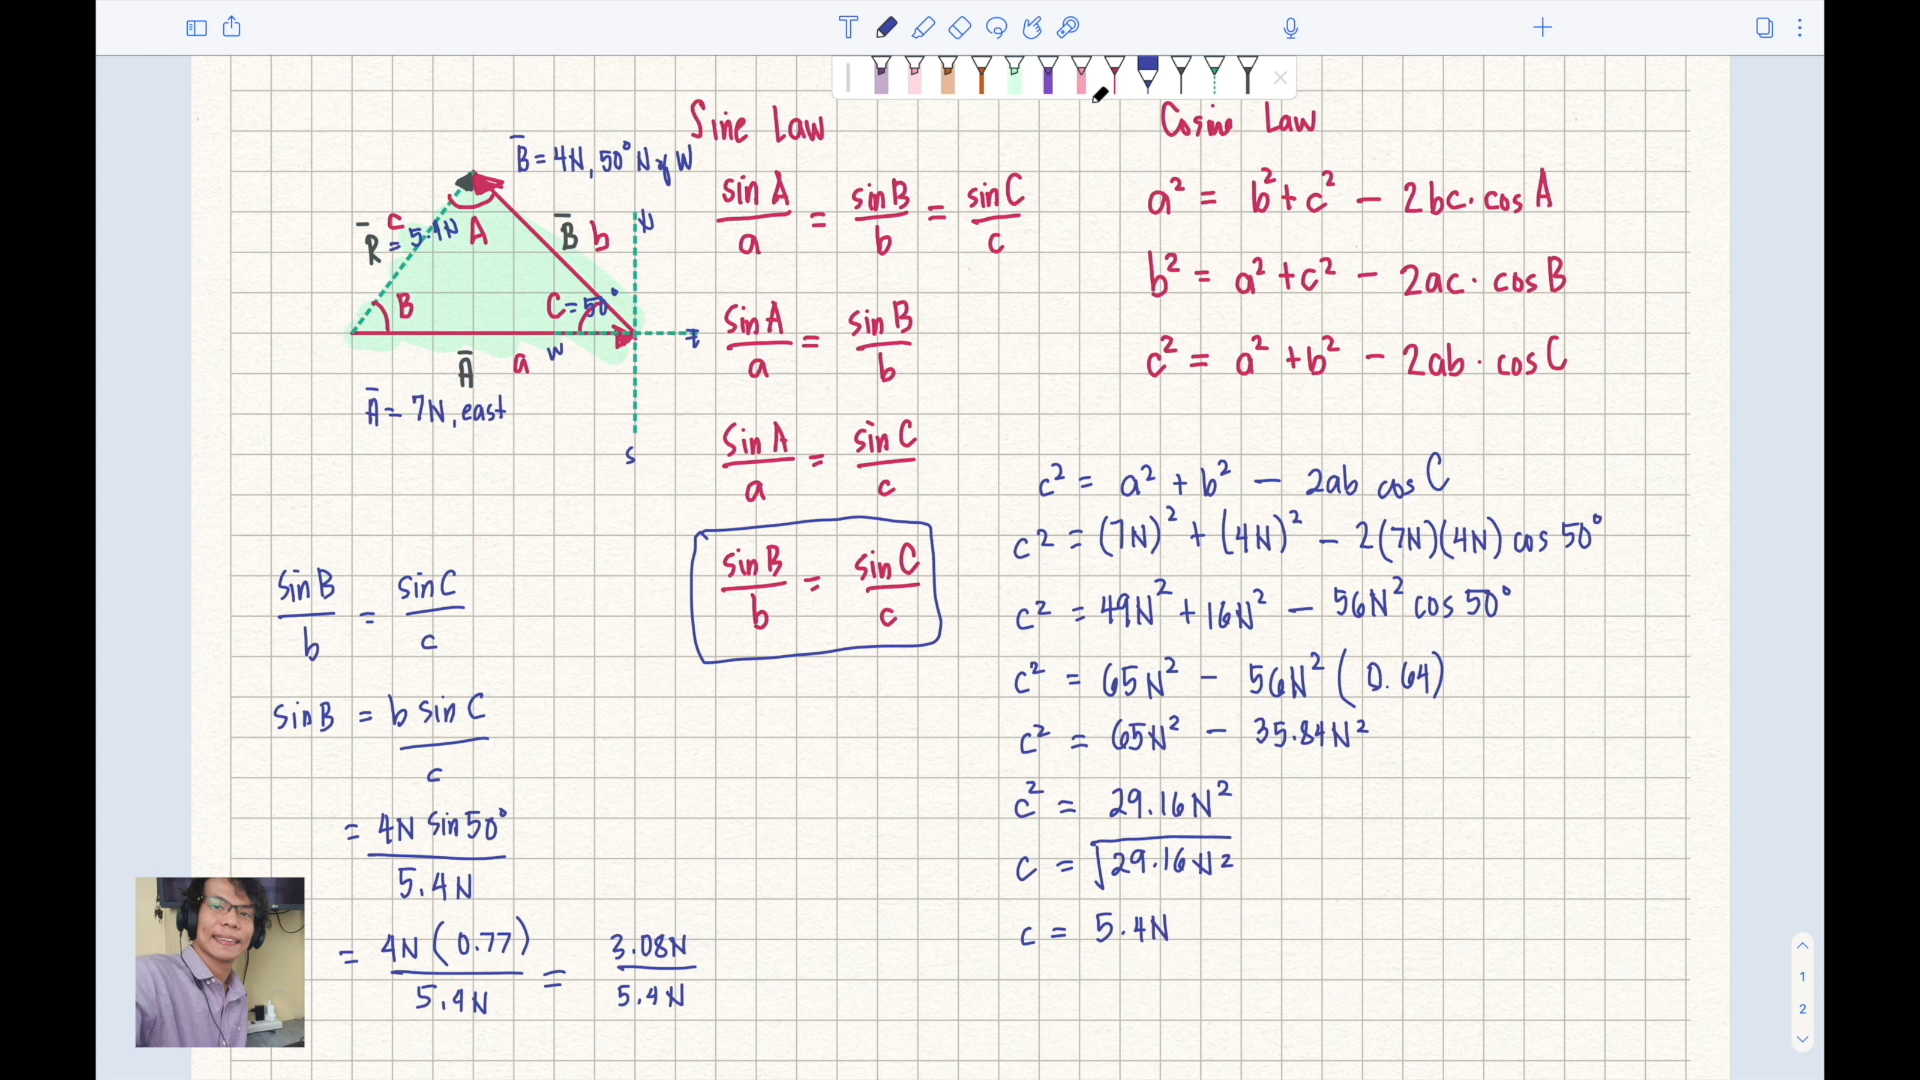 Sine Law
sin A / a = sin B / b = sin C / c
sin A / a = sin B / b
sin A / a = sin C / c
sin B / b = sin C / c
Cosine Law
a² = b² + c² - 2bc · cos A
b² = a² + c² - 2ac · cos B
c² = a² + b² - 2ab · cos C
B̅ = 4N, 50° N of W
c
R̅ = 5.4N
A
B̅ b
N
B
C = 50°
E
W
A̅ a
A̅ = 7N, east
S
sin B / b = sin C / c
sin B = b sin C / c
= 4N sin 50° / 5.4N
= 4N (0.77) / 5.4N = 3.08N / 5.4N
c² = a² + b² - 2ab cos C
c² = (7N)² + (4N)² - 2(7N)(4N) cos 50°
c² = 49N² + 16N² - 56N² cos 50°
c² = 65N² - 56N² (0.64)
c² = 65N² - 35.84N²
c² = 29.16N²
c = √29.16N²
c = 5.4N
1
2